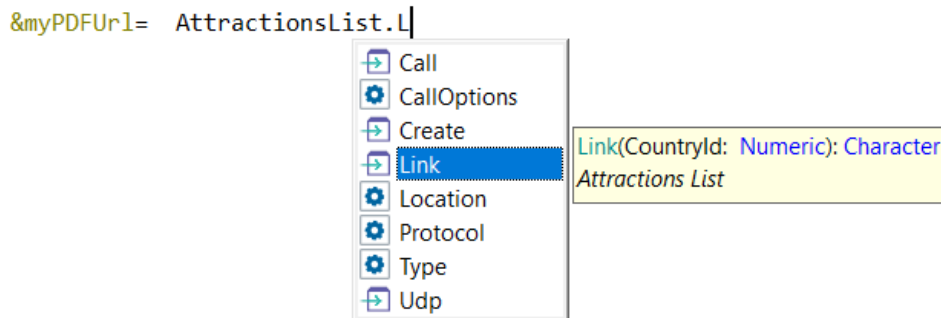 &myPDFUrl= AttractionsList.L
Call
CallOptions
Create
Link
Link(CountryId: Numeric): Character
Attractions List
Location
Protocol
Type
Udp